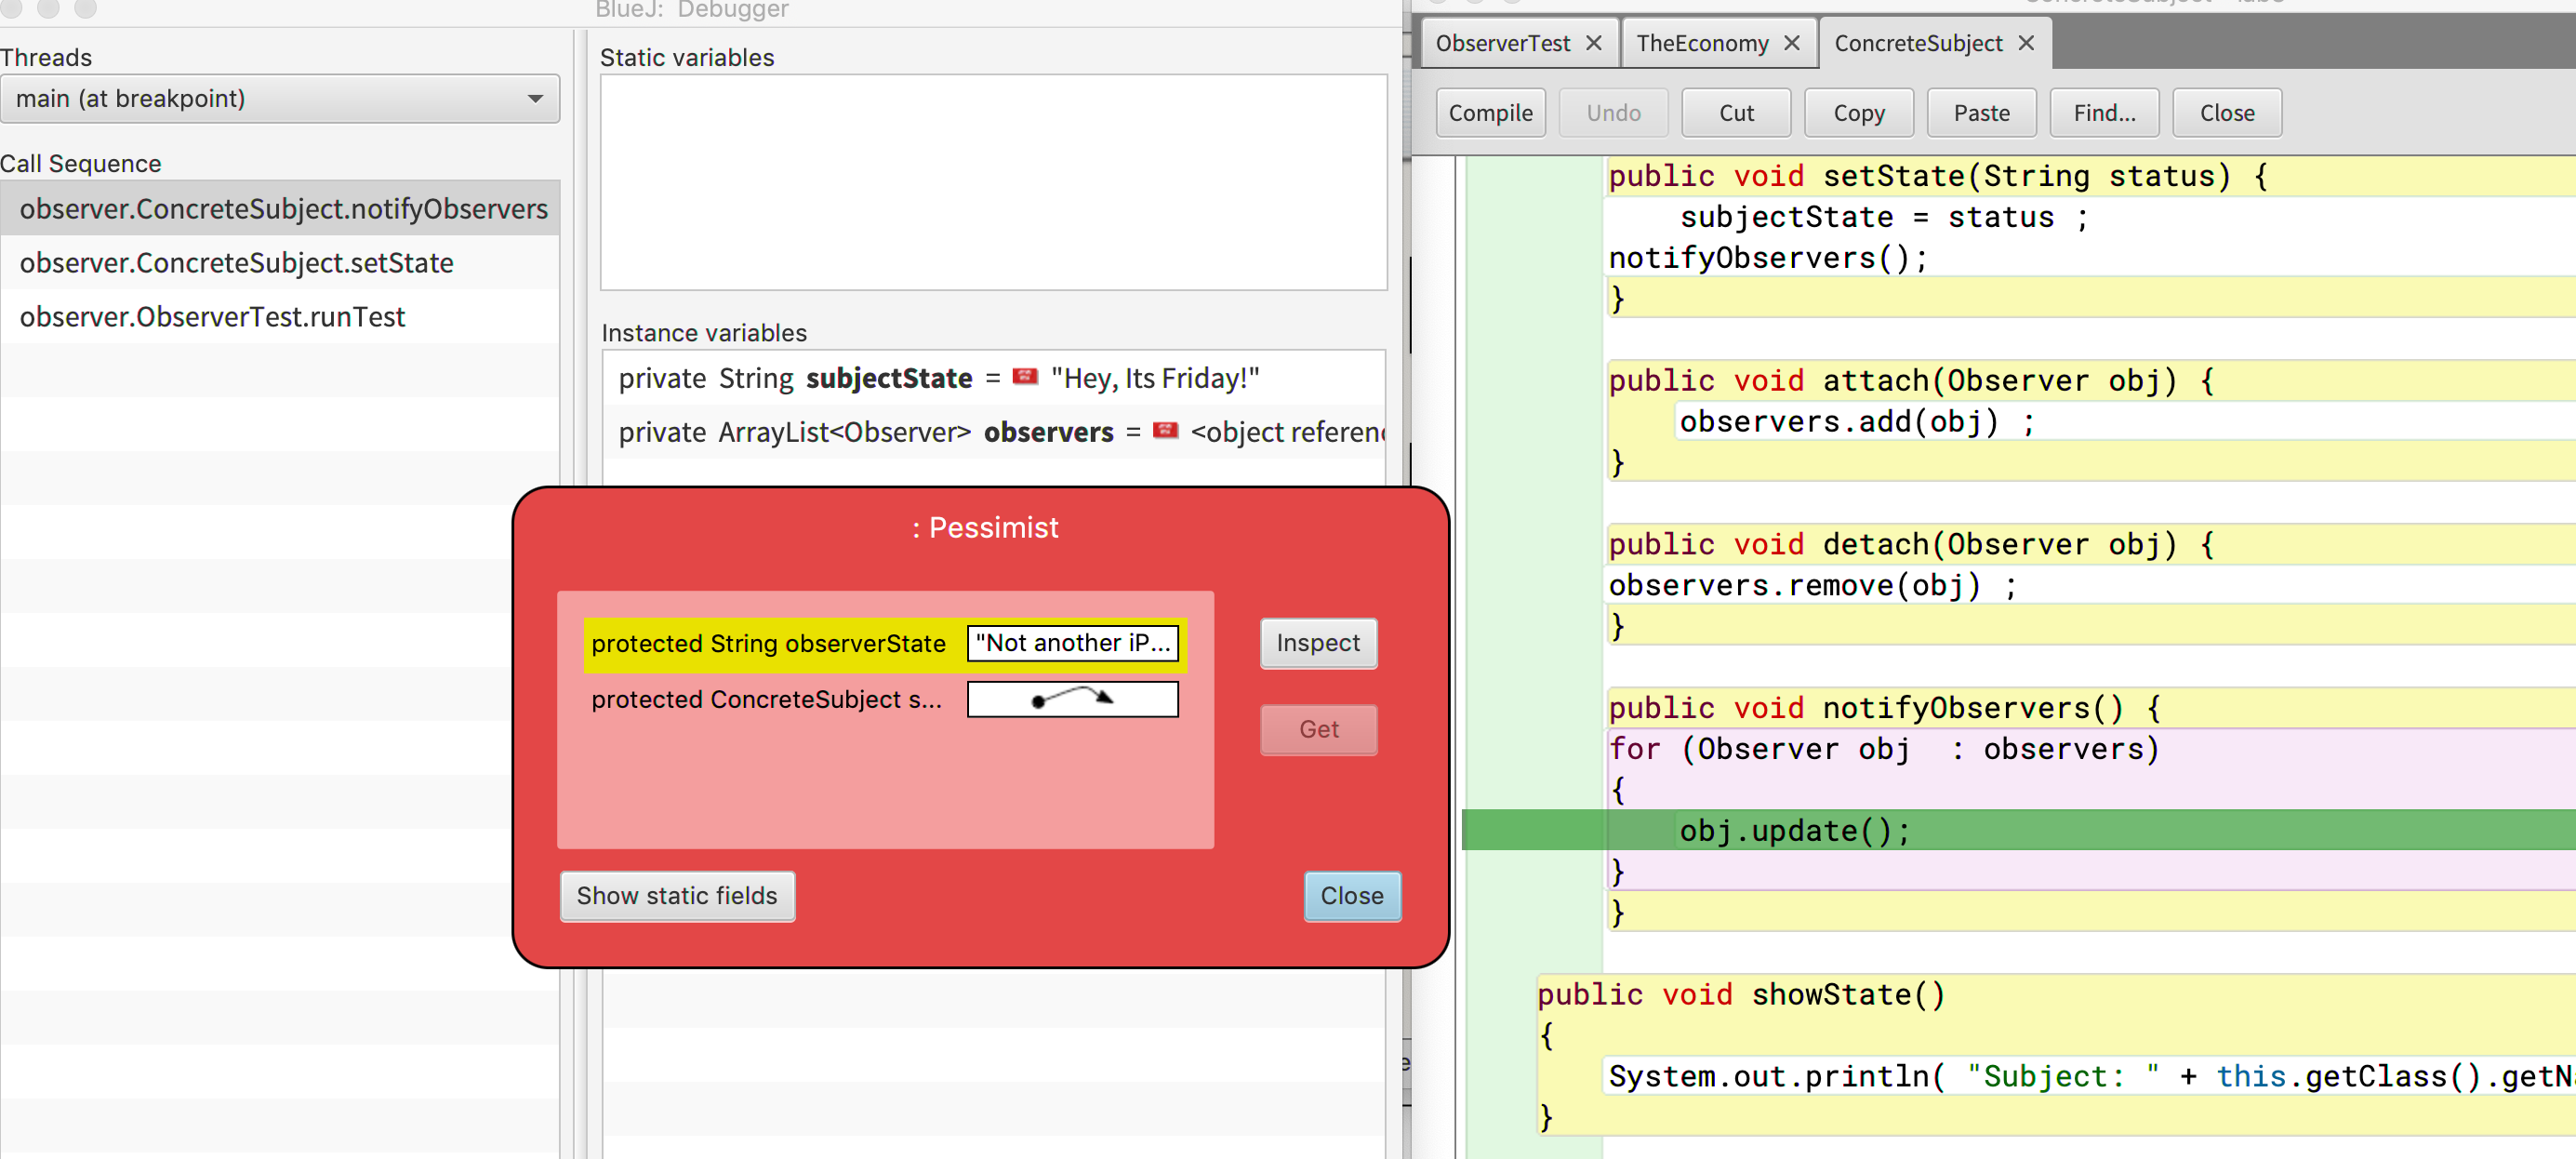 BlueJ: Debugger
Threads
main (at breakpoint)
Call Sequence
observer.ConcreteSubject.notifyObservers
observer.ConcreteSubject.setState
observer.ObserverTest.runTest
Static variables
Instance variables
private String subjectState = "Hey, Its Friday!"
private ArrayList<Observer> observers = <object referen
: Pessimist
protected String observerState "Not another iP...
protected ConcreteSubject s...
Inspect
Get
Show static fields
Close
ObserverTest
TheEconomy
ConcreteSubject
Compile Undo Cut Copy Paste Find... Close
public void setState(String status) {
subjectState = status ;
notifyObservers();
}
public void attach(Observer obj) {
observers.add(obj) ;
}
public void detach(Observer obj) {
observers.remove(obj) ;
}
public void notifyObservers() {
for (Observer obj  : observers)
{
obj.update();
}
}
public void showState()
{
System.out.println( "Subject: " + this.getClass().getN
}